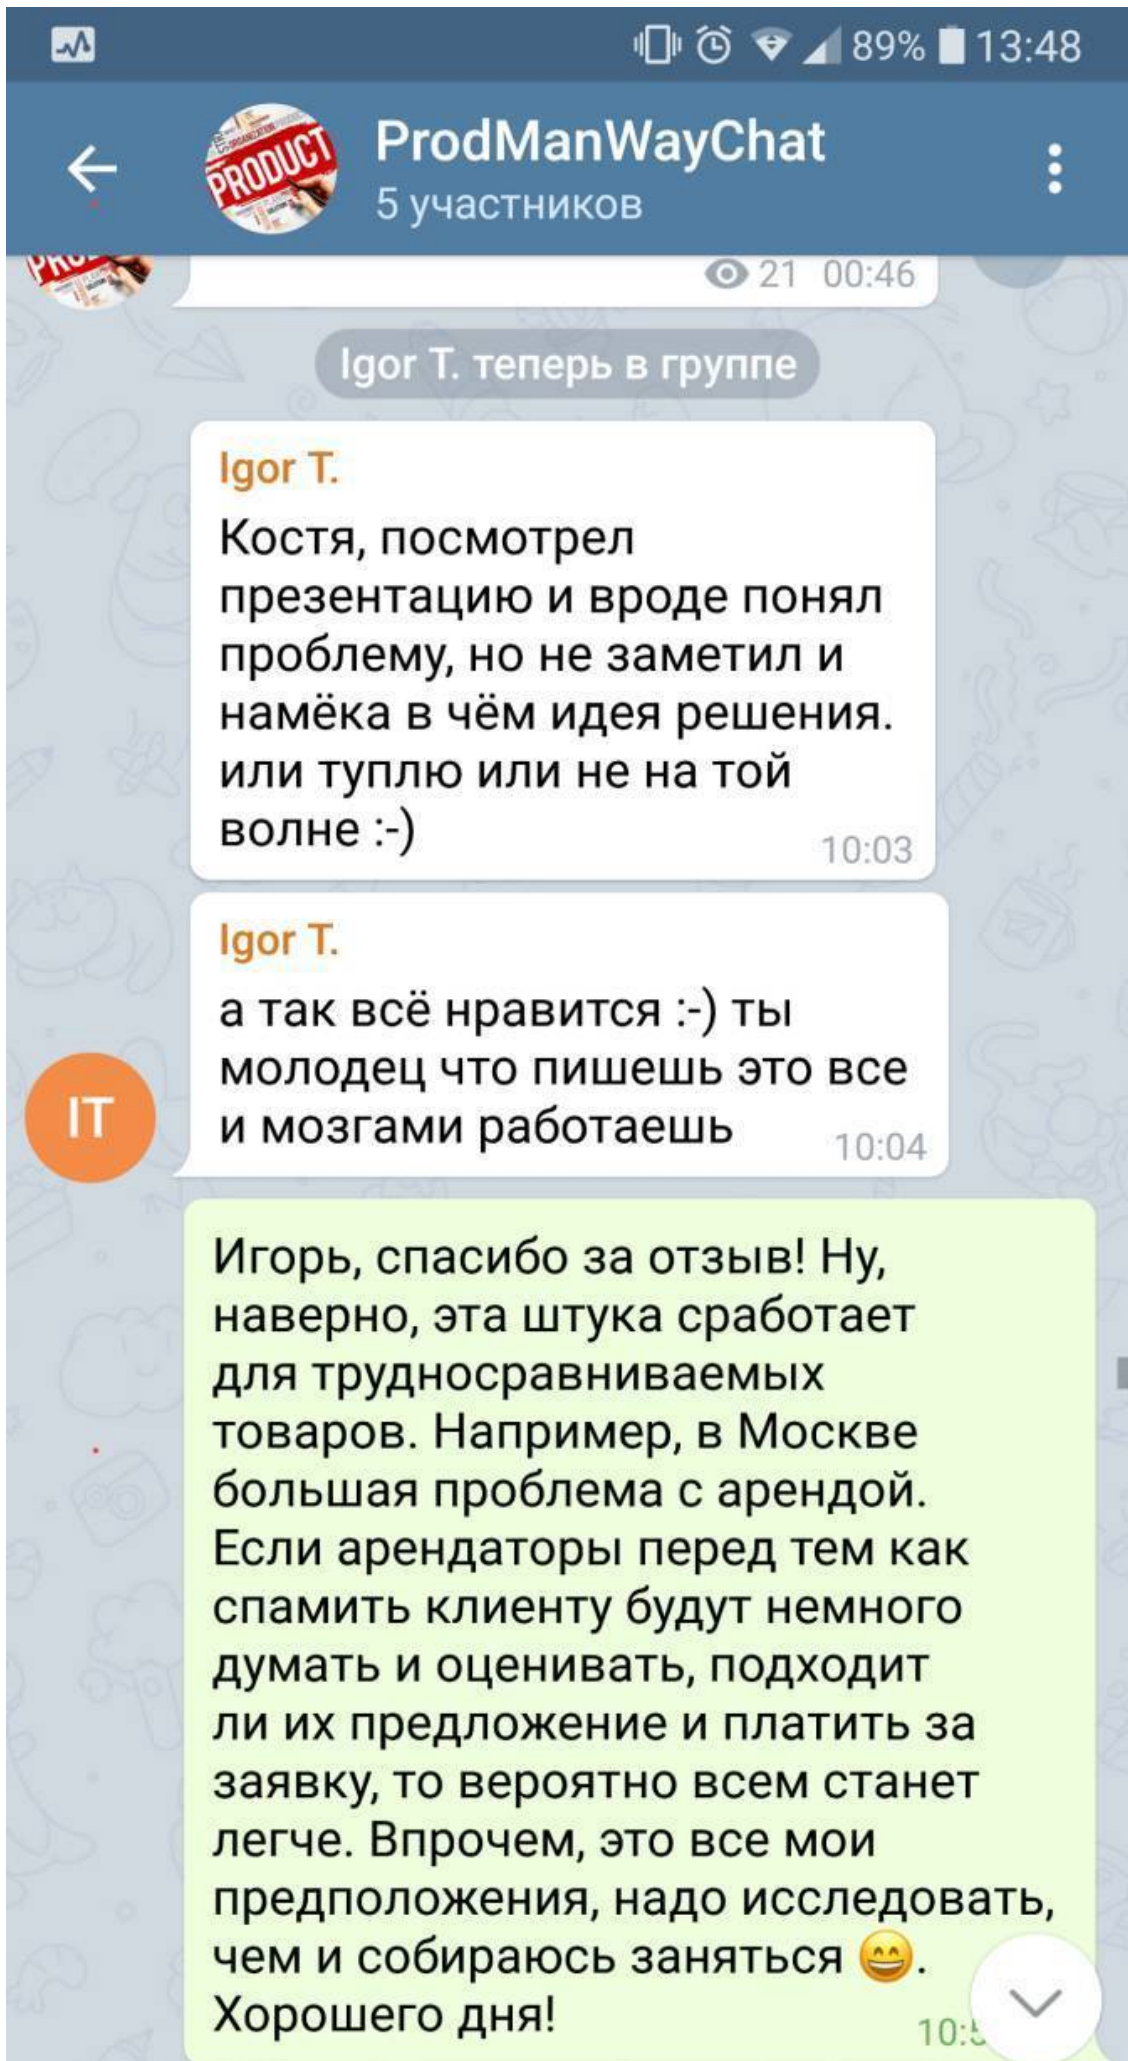 89% 13:48
ProdManWayChat
5 участников
PRODUCT
21 00:46
Igor T. теперь в группе
Igor T.
Костя, посмотрел
презентацию и вроде понял
проблему, но не заметил и
намёка в чём идея решения.
или туплю или не на той
волне :-)
10:03
Igor T.
а так всё нравится :-) ты
молодец что пишешь это все
и мозгами работаешь
10:04
IT
Игорь, спасибо за отзыв! Ну,
наверно, эта штука сработает
для трудносравниваемых
товаров. Например, в Москве
большая проблема с арендой.
Если арендаторы перед тем как
спамить клиенту будут немного
думать и оценивать, подходит
ли их предложение и платить за
заявку, то вероятно всем станет
легче. Впрочем, это все мои
предположения, надо исследовать,
чем и собираюсь заняться 😄.
Хорошего дня!